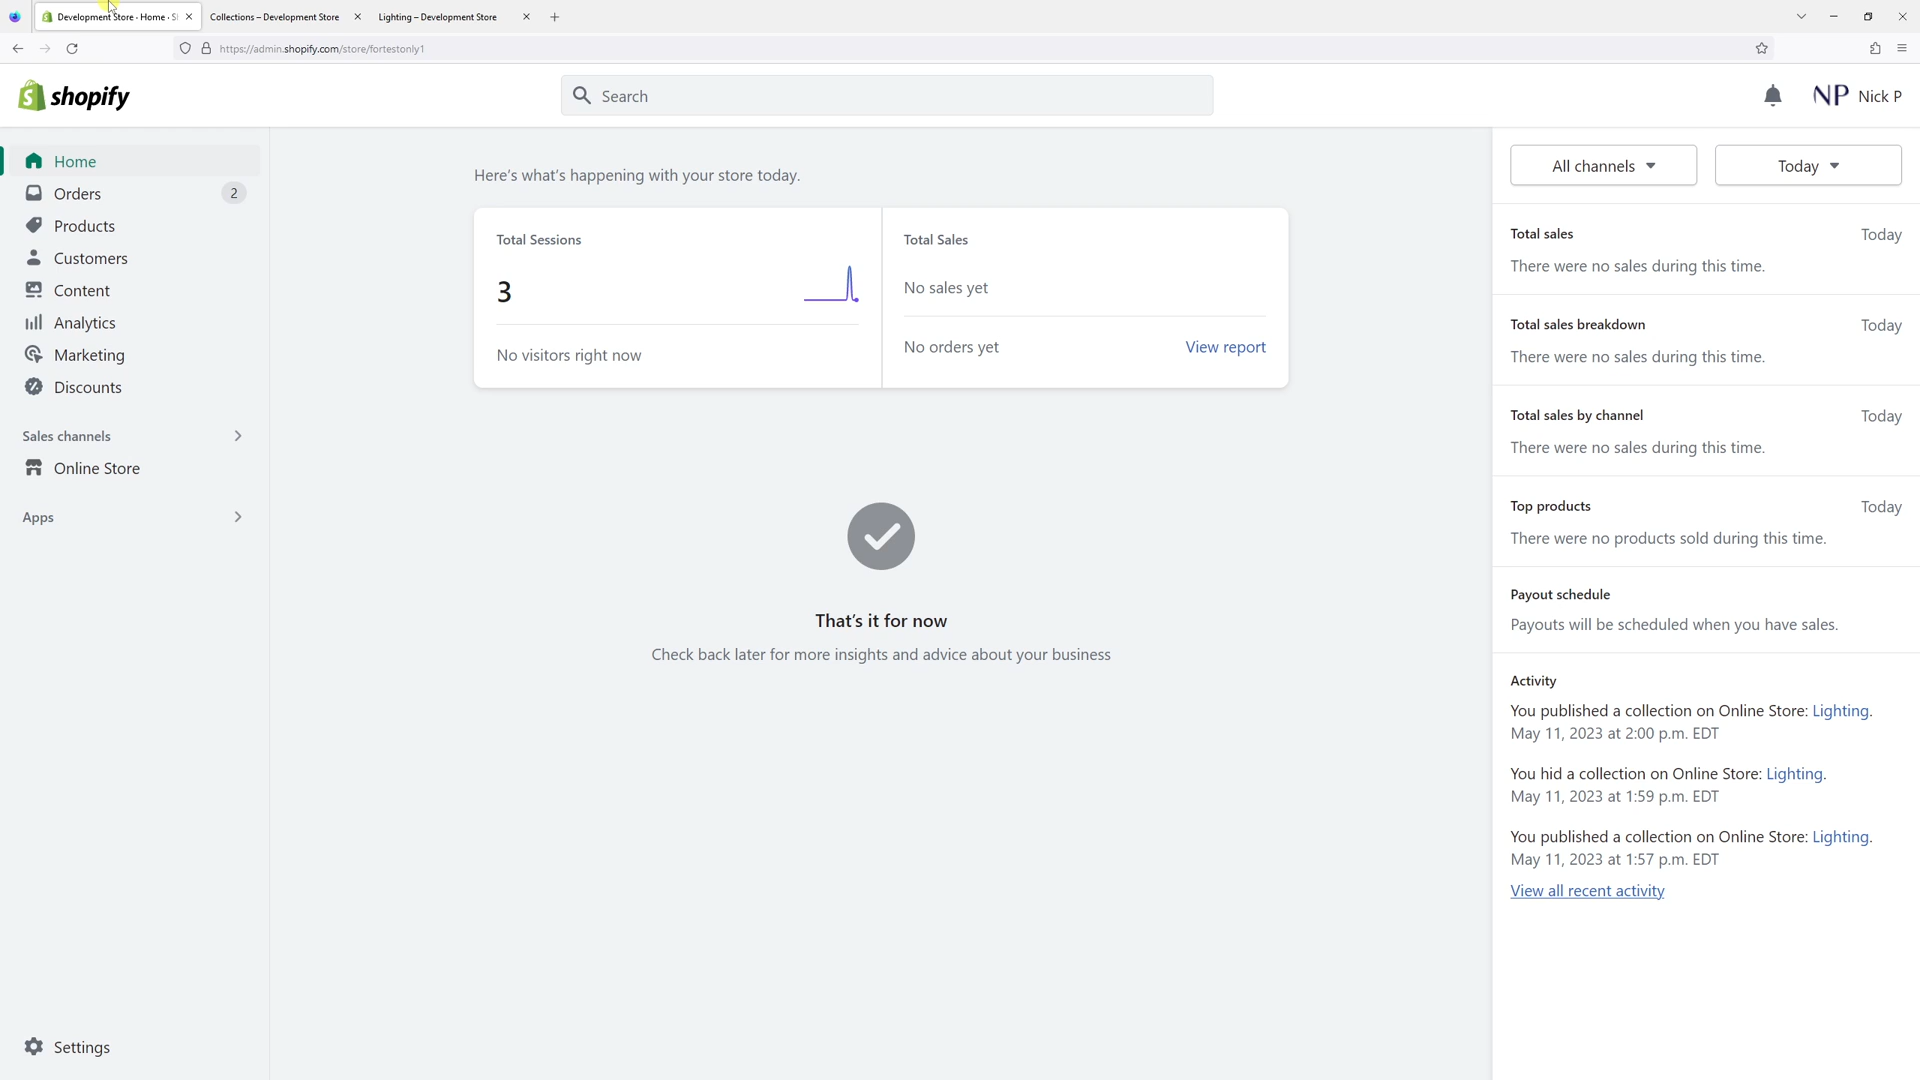 Development Store · Home · S
Collections – Development Store
Lighting – Development Store
https://admin.shopify.com/store/fortestonly1
shopify
Search
NP Nick P
Home
Orders 2
Products
Customers
Content
Analytics
Marketing
Discounts
Sales channels
Online Store
Apps
Settings
Here's what's happening with your store today.
Total Sessions
3
No visitors right now
Total Sales
No sales yet
No orders yet View report
That's it for now
Check back later for more insights and advice about your business
All channels Today
Total sales Today
There were no sales during this time.
Total sales breakdown Today
There were no sales during this time.
Total sales by channel Today
There were no sales during this time.
Top products Today
There were no products sold during this time.
Payout schedule
Payouts will be scheduled when you have sales.
Activity
You published a collection on Online Store: Lighting.
May 11, 2023 at 2:00 p.m. EDT
You hid a collection on Online Store: Lighting.
May 11, 2023 at 1:59 p.m. EDT
You published a collection on Online Store: Lighting.
May 11, 2023 at 1:57 p.m. EDT
View all recent activity